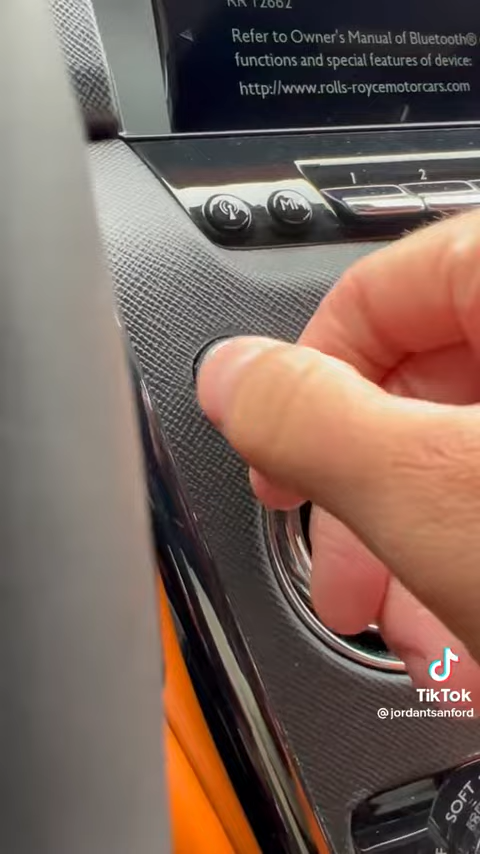 RR 12662
Refer to Owner's Manual of Bluetooth®
functions and special features of device:
http://www.rolls-roycemotorcars.com
1 2
TikTok
@jordantsanford
SOFT